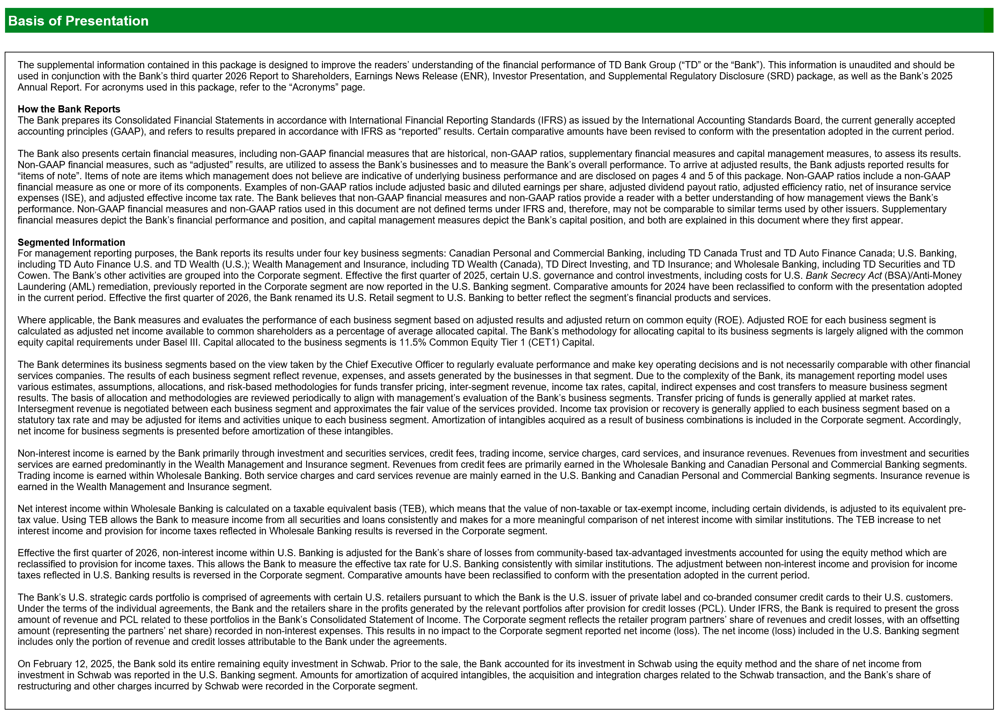 Basis of Presentation
The supplemental information contained in this package is designed to improve the readers’ understanding of the financial performance of TD Bank Group (“TD” or the “Bank”). This information is unaudited and should be
used in conjunction with the Bank’s third quarter 2026 Report to Shareholders, Earnings News Release (ENR), Investor Presentation, and Supplemental Regulatory Disclosure (SRD) package, as well as the Bank’s 2025
Annual Report. For acronyms used in this package, refer to the “Acronyms” page.
How the Bank Reports
The Bank prepares its Consolidated Financial Statements in accordance with International Financial Reporting Standards (IFRS) as issued by the International Accounting Standards Board, the current generally accepted
accounting principles (GAAP), and refers to results prepared in accordance with IFRS as “reported” results. Certain comparative amounts have been revised to conform with the presentation adopted in the current period.
The Bank also presents certain financial measures, including non-GAAP financial measures that are historical, non-GAAP ratios, supplementary financial measures and capital management measures, to assess its results.
Non-GAAP financial measures, such as “adjusted” results, are utilized to assess the Bank’s businesses and to measure the Bank’s overall performance. To arrive at adjusted results, the Bank adjusts reported results for
“items of note”. Items of note are items which management does not believe are indicative of underlying business performance and are disclosed on pages 4 and 5 of this package. Non-GAAP ratios include a non-GAAP
financial measure as one or more of its components. Examples of non-GAAP ratios include adjusted basic and diluted earnings per share, adjusted dividend payout ratio, adjusted efficiency ratio, net of insurance service
expenses (ISE), and adjusted effective income tax rate. The Bank believes that non-GAAP financial measures and non-GAAP ratios provide a reader with a better understanding of how management views the Bank’s
performance. Non-GAAP financial measures and non-GAAP ratios used in this document are not defined terms under IFRS and, therefore, may not be comparable to similar terms used by other issuers. Supplementary
financial measures depict the Bank’s financial performance and position, and capital management measures depict the Bank’s capital position, and both are explained in this document where they first appear.
Segmented Information
For management reporting purposes, the Bank reports its results under four key business segments: Canadian Personal and Commercial Banking, including TD Canada Trust and TD Auto Finance Canada; U.S. Banking,
including TD Auto Finance U.S. and TD Wealth (U.S.); Wealth Management and Insurance, including TD Wealth (Canada), TD Direct Investing, and TD Insurance; and Wholesale Banking, including TD Securities and TD
Cowen. The Bank’s other activities are grouped into the Corporate segment. Effective the first quarter of 2025, certain U.S. governance and control investments, including costs for U.S. Bank Secrecy Act (BSA)/Anti-Money
Laundering (AML) remediation, previously reported in the Corporate segment are now reported in the U.S. Banking segment. Comparative amounts for 2024 have been reclassified to conform with the presentation adopted
in the current period. Effective the first quarter of 2026, the Bank renamed its U.S. Retail segment to U.S. Banking to better reflect the segment’s financial products and services.
Where applicable, the Bank measures and evaluates the performance of each business segment based on adjusted results and adjusted return on common equity (ROE). Adjusted ROE for each business segment is
calculated as adjusted net income available to common shareholders as a percentage of average allocated capital. The Bank’s methodology for allocating capital to its business segments is largely aligned with the common
equity capital requirements under Basel III. Capital allocated to the business segments is 11.5% Common Equity Tier 1 (CET1) Capital.
The Bank determines its business segments based on the view taken by the Chief Executive Officer to regularly evaluate performance and make key operating decisions and is not necessarily comparable with other financial
services companies. The results of each business segment reflect revenue, expenses, and assets generated by the businesses in that segment. Due to the complexity of the Bank, its management reporting model uses
various estimates, assumptions, allocations, and risk-based methodologies for funds transfer pricing, inter-segment revenue, income tax rates, capital, indirect expenses and cost transfers to measure business segment
results. The basis of allocation and methodologies are reviewed periodically to align with management’s evaluation of the Bank’s business segments. Transfer pricing of funds is generally applied at market rates.
Intersegment revenue is negotiated between each business segment and approximates the fair value of the services provided. Income tax provision or recovery is generally applied to each business segment based on a
statutory tax rate and may be adjusted for items and activities unique to each business segment. Amortization of intangibles acquired as a result of business combinations is included in the Corporate segment. Accordingly,
net income for business segments is presented before amortization of these intangibles.
Non-interest income is earned by the Bank primarily through investment and securities services, credit fees, trading income, service charges, card services, and insurance revenues. Revenues from investment and securities
services are earned predominantly in the Wealth Management and Insurance segment. Revenues from credit fees are primarily earned in the Wholesale Banking and Canadian Personal and Commercial Banking segments.
Trading income is earned within Wholesale Banking. Both service charges and card services revenue are mainly earned in the U.S. Banking and Canadian Personal and Commercial Banking segments. Insurance revenue is
earned in the Wealth Management and Insurance segment.
Net interest income within Wholesale Banking is calculated on a taxable equivalent basis (TEB), which means that the value of non-taxable or tax-exempt income, including certain dividends, is adjusted to its equivalent pre-
tax value. Using TEB allows the Bank to measure income from all securities and loans consistently and makes for a more meaningful comparison of net interest income with similar institutions. The TEB increase to net
interest income and provision for income taxes reflected in Wholesale Banking results is reversed in the Corporate segment.
Effective the first quarter of 2026, non-interest income within U.S. Banking is adjusted for the Bank’s share of losses from community-based tax-advantaged investments accounted for using the equity method which are
reclassified to provision for income taxes. This allows the Bank to measure the effective tax rate for U.S. Banking consistently with similar institutions. The adjustment between non-interest income and provision for income
taxes reflected in U.S. Banking results is reversed in the Corporate segment. Comparative amounts have been reclassified to conform with the presentation adopted in the current period.
The Bank’s U.S. strategic cards portfolio is comprised of agreements with certain U.S. retailers pursuant to which the Bank is the U.S. issuer of private label and co-branded consumer credit cards to their U.S. customers.
Under the terms of the individual agreements, the Bank and the retailers share in the profits generated by the relevant portfolios after provision for credit losses (PCL). Under IFRS, the Bank is required to present the gross
amount of revenue and PCL related to these portfolios in the Bank’s Consolidated Statement of Income. The Corporate segment reflects the retailer program partners’ share of revenues and credit losses, with an offsetting
amount (representing the partners’ net share) recorded in non-interest expenses. This results in no impact to the Corporate segment reported net income (loss). The net income (loss) included in the U.S. Banking segment
includes only the portion of revenue and credit losses attributable to the Bank under the agreements.
On February 12, 2025, the Bank sold its entire remaining equity investment in Schwab. Prior to the sale, the Bank accounted for its investment in Schwab using the equity method and the share of net income from
investment in Schwab was reported in the U.S. Banking segment. Amounts for amortization of acquired intangibles, the acquisition and integration charges related to the Schwab transaction, and the Bank’s share of
restructuring and other charges incurred by Schwab were recorded in the Corporate segment.